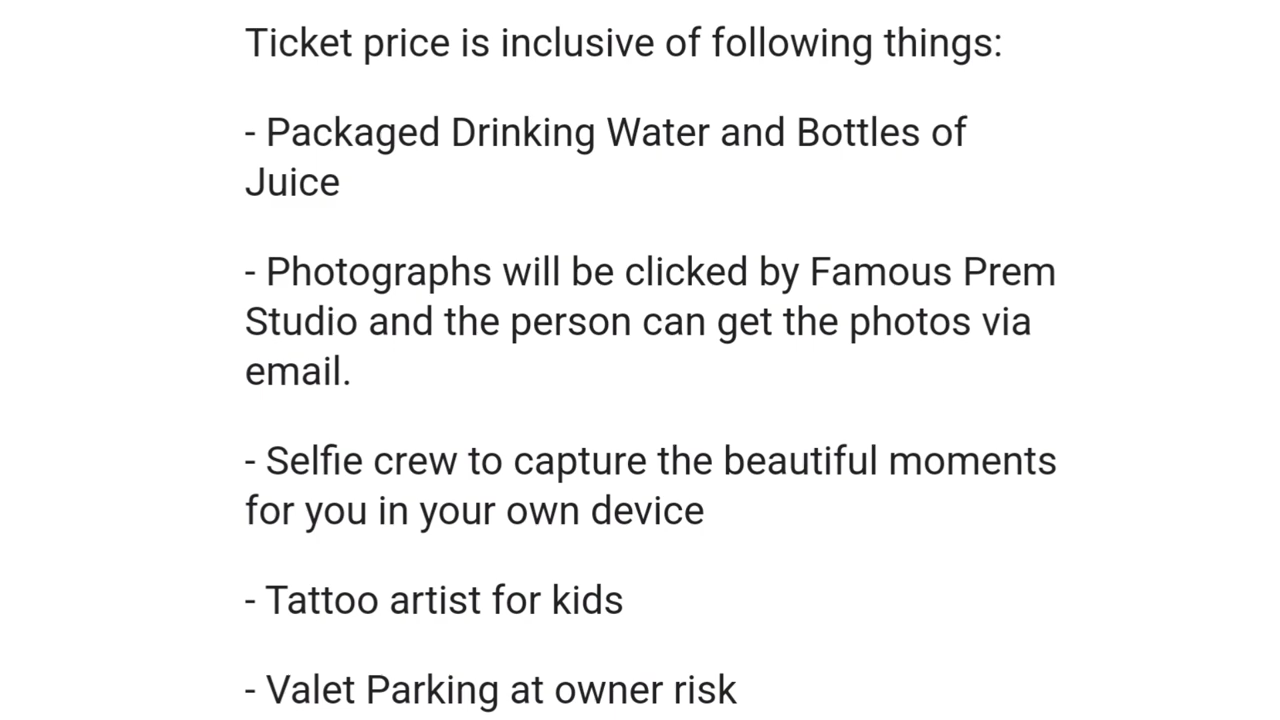 Ticket price is inclusive of following things:
- Packaged Drinking Water and Bottles of
Juice
- Photographs will be clicked by Famous Prem
Studio and the person can get the photos via
email.
- Selfie crew to capture the beautiful moments
for you in your own device
- Tattoo artist for kids
- Valet Parking at owner risk